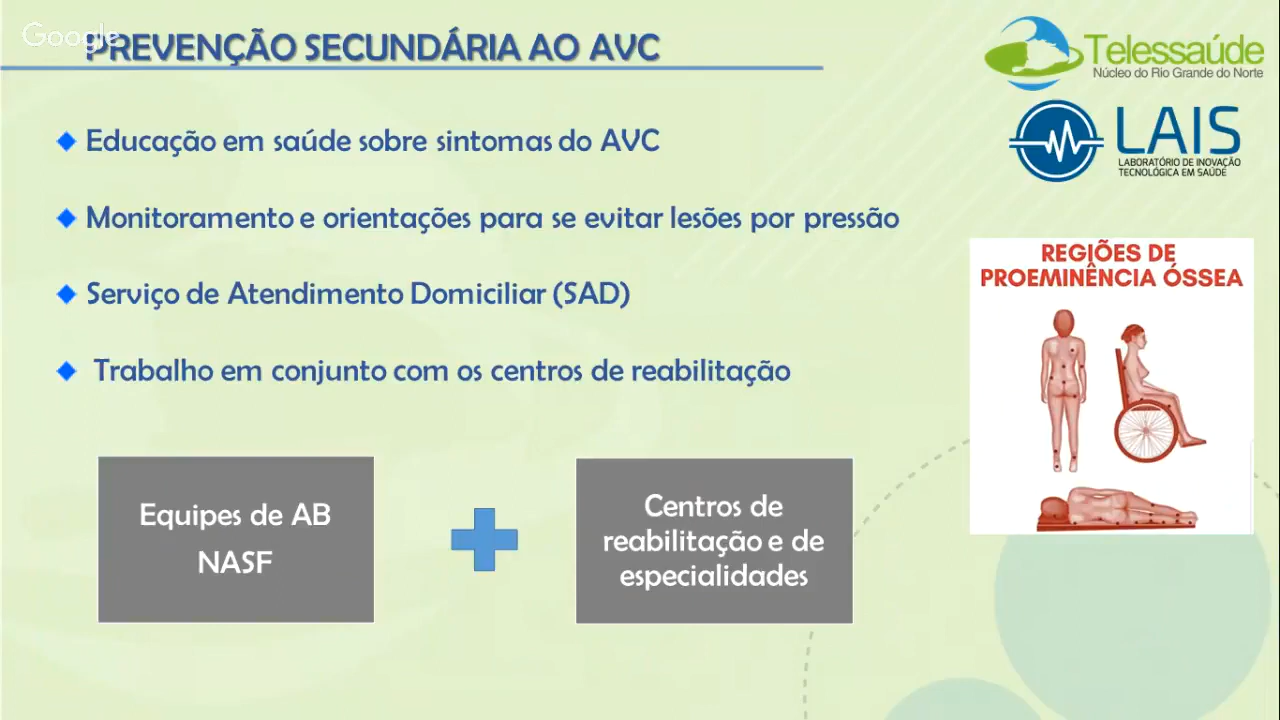 Google
PREVENÇÃO SECUNDÁRIA AO AVC
Telessaúde
Núcleo do Rio Grande do Norte
LAIS
LABORATÓRIO DE INOVAÇÃO
TECNOLÓGICA EM SAÚDE
Educação em saúde sobre sintomas do AVC
Monitoramento e orientações para se evitar lesões por pressão
Serviço de Atendimento Domiciliar (SAD)
Trabalho em conjunto com os centros de reabilitação
REGIÕES DE
PROEMINÊNCIA ÓSSEA
Equipes de AB
NASF
Centros de
reabilitação e de
especialidades